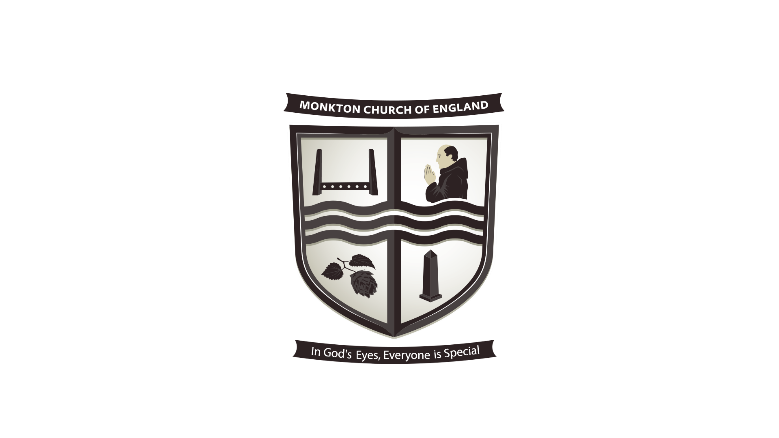 MONKTON CHURCH OF ENGLAND
In God's Eyes, Everyone is Special